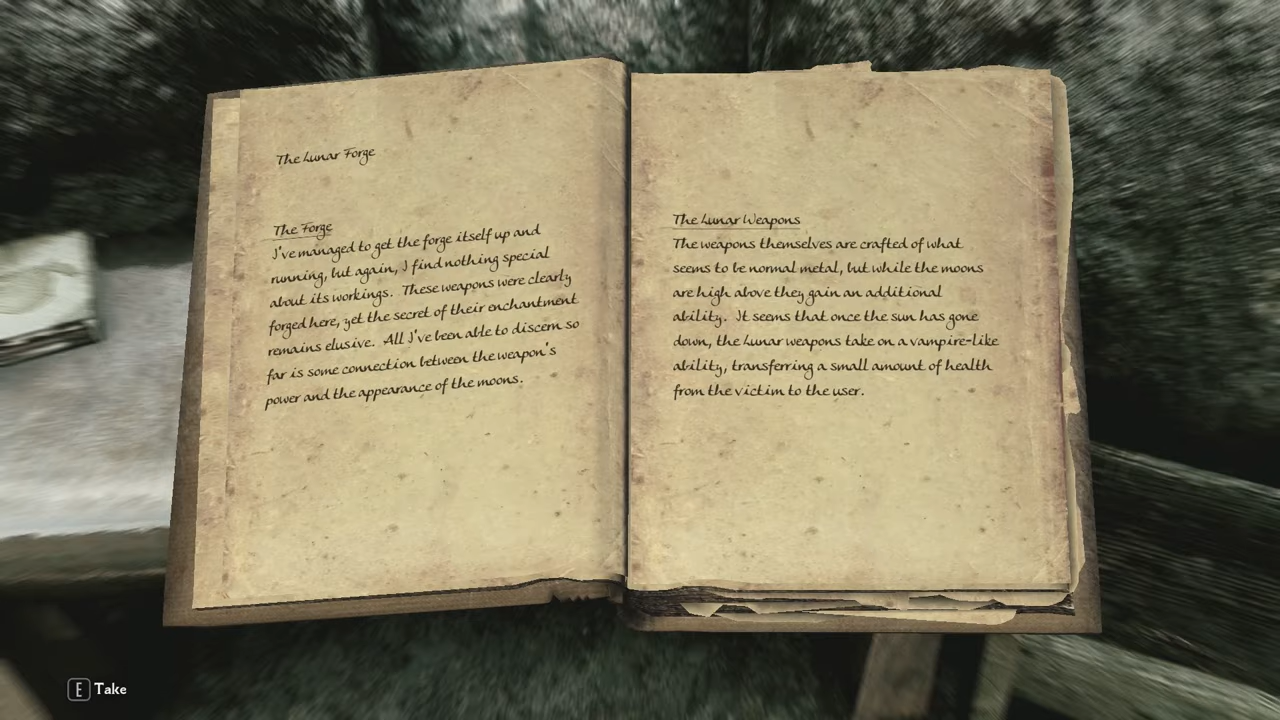 The Lunar Forge
The Forge
I've managed to get the forge itself up and
running, but again, I find nothing special
about its workings. These weapons were clearly
forged here, yet the secret of their enchantment
remains elusive. All I've been able to discern so
far is some connection between the weapon's
power and the appearance of the moons.
The Lunar Weapons
The weapons themselves are crafted of what
seems to be normal metal, but while the moons
are high above they gain an additional
ability. It seems that once the sun has gone
down, the Lunar weapons take on a vampire-like
ability, transferring a small amount of health
from the victim to the user.
E Take